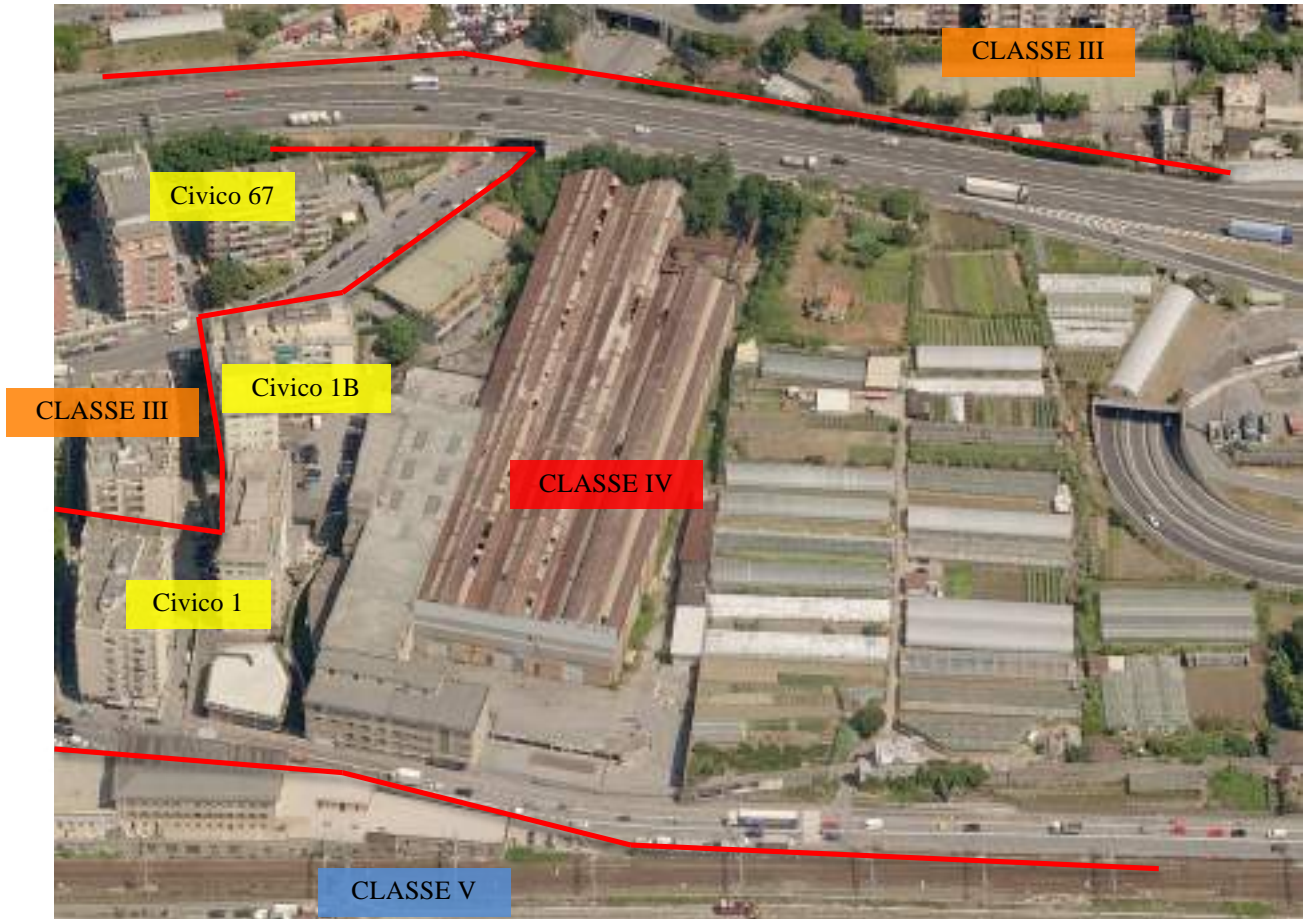 CLASSE III
Civico 67
Civico 1B
CLASSE III
CLASSE IV
Civico 1
CLASSE V